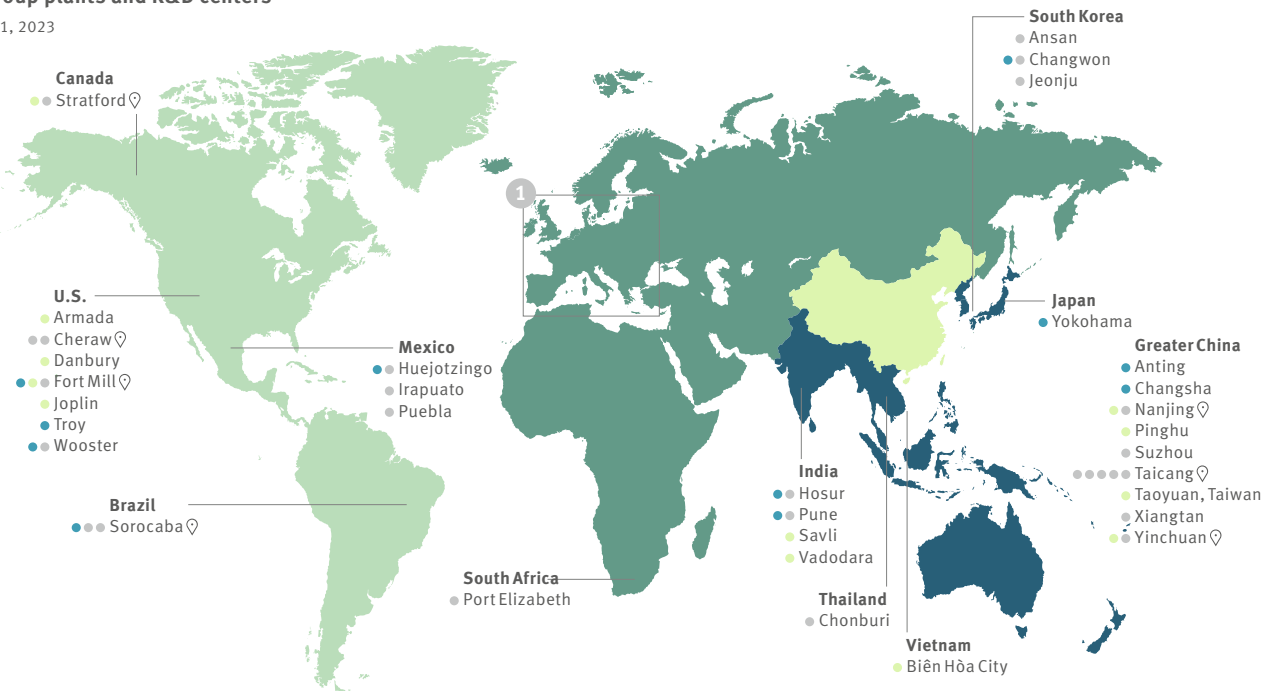 1, 2023
Canada
Stratford
U.S.
Armada
Cheraw
Danbury
Fort Mill
Joplin
Troy
Wooster
Mexico
Huejotzingo
Irapuato
Puebla
Brazil
Sorocaba
1
South Africa
Port Elizabeth
South Korea
Ansan
Changwon
Jeonju
Japan
Yokohama
Greater China
Anting
Changsha
Nanjing
Pinghu
Suzhou
Taicang
Taoyuan, Taiwan
Xiangtan
Yinchuan
India
Hosur
Pune
Savli
Vadodara
Thailand
Chonburi
Vietnam
Biên Hòa City